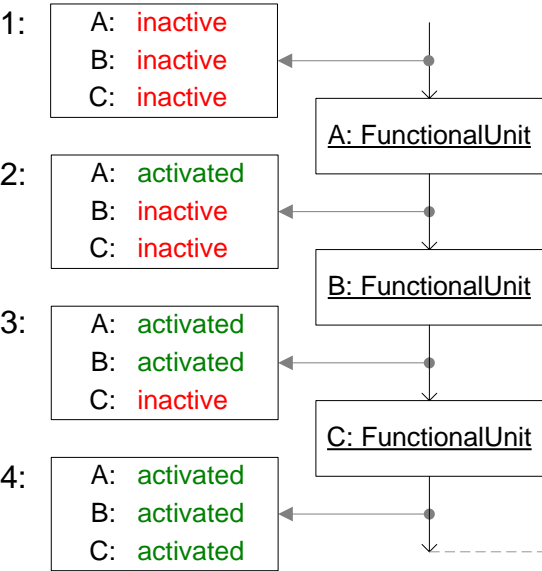 1:
A: inactive
B: inactive
C: inactive
A: FunctionalUnit
2:
A: activated
B: inactive
C: inactive
B: FunctionalUnit
3:
A: activated
B: activated
C: inactive
C: FunctionalUnit
4:
A: activated
B: activated
C: activated